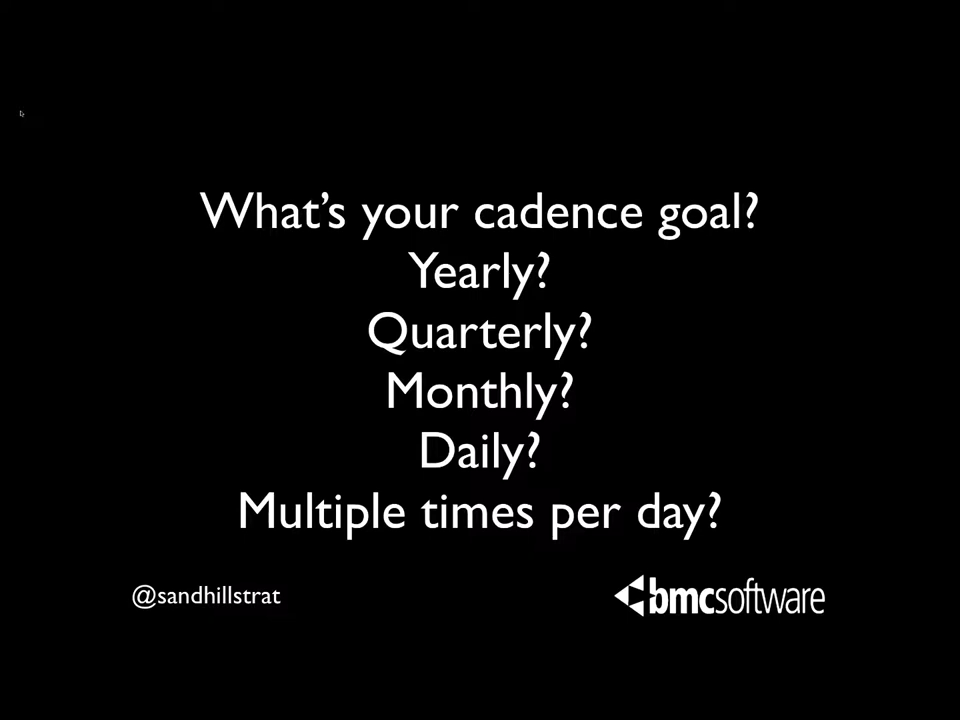 What's your cadence goal?
Yearly?
Quarterly?
Monthly?
Daily?
Multiple times per day?
@sandhillstrat
bmcsoftware